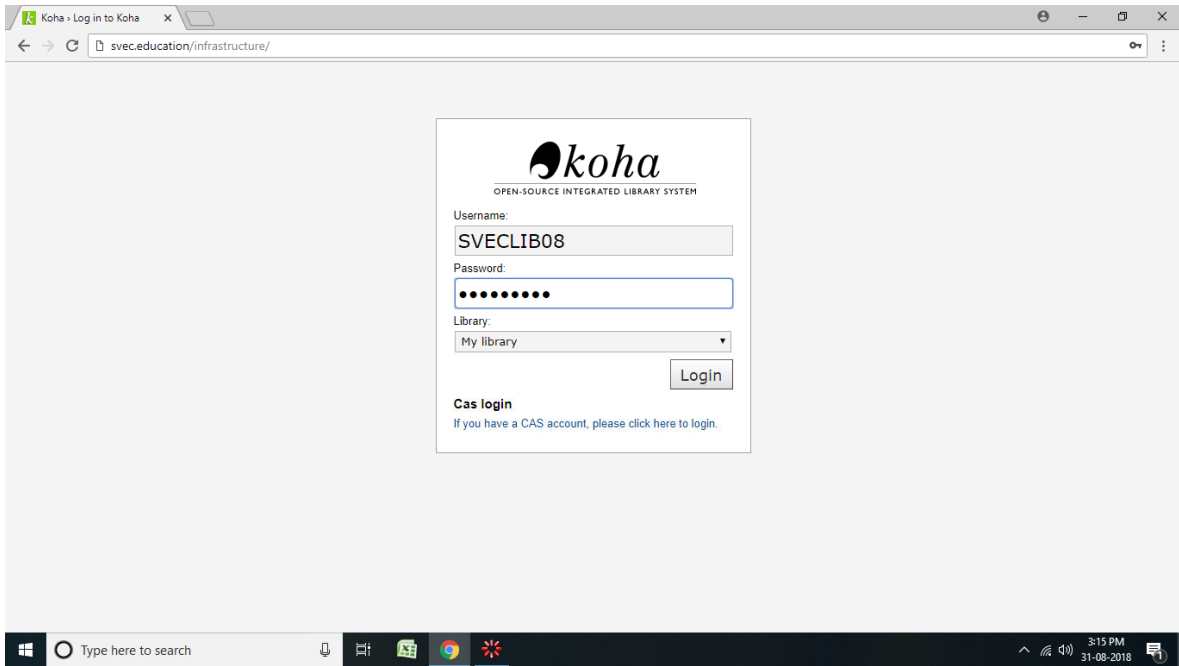 Koha › Log in to Koha
svec.education/infrastructure/
koha
OPEN-SOURCE INTEGRATED LIBRARY SYSTEM
Username:
SVECLIB08
Password:
•••••••••
Library:
My library
Login
Cas login
If you have a CAS account, please click here to login.
Type here to search
3:15 PM
31-08-2018
1